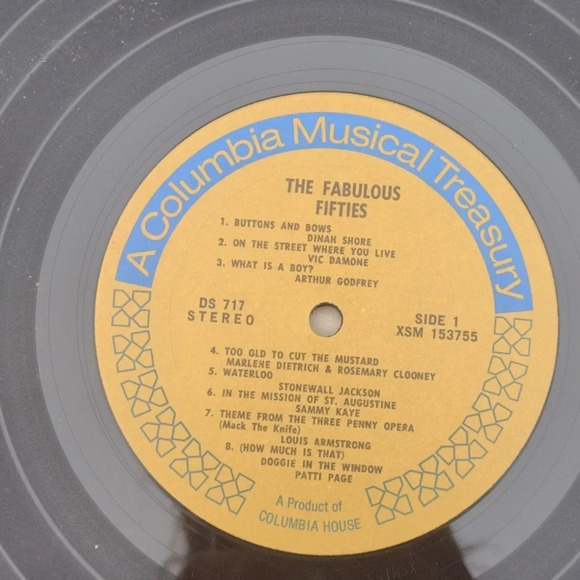 A Columbia Musical Treasury
THE FABULOUS
FIFTIES
1. BUTTONS AND BOWS
DINAH SHORE
2. ON THE STREET WHERE YOU LIVE
VIC DAMONE
3. WHAT IS A BOY?
ARTHUR GODFREY
DS 717
STEREO
SIDE 1
XSM 153755
4. TOO OLD TO CUT THE MUSTARD
MARLENE DIETRICH & ROSEMARY CLOONEY
5. WATERLOO
STONEWALL JACKSON
6. IN THE MISSION OF ST. AUGUSTINE
SAMMY KAYE
7. THEME FROM THE THREE PENNY OPERA
(Mack The Knife)
LOUIS ARMSTRONG
8. (HOW MUCH IS THAT)
DOGGIE IN THE WINDOW
PATTI PAGE
A Product of
COLUMBIA HOUSE